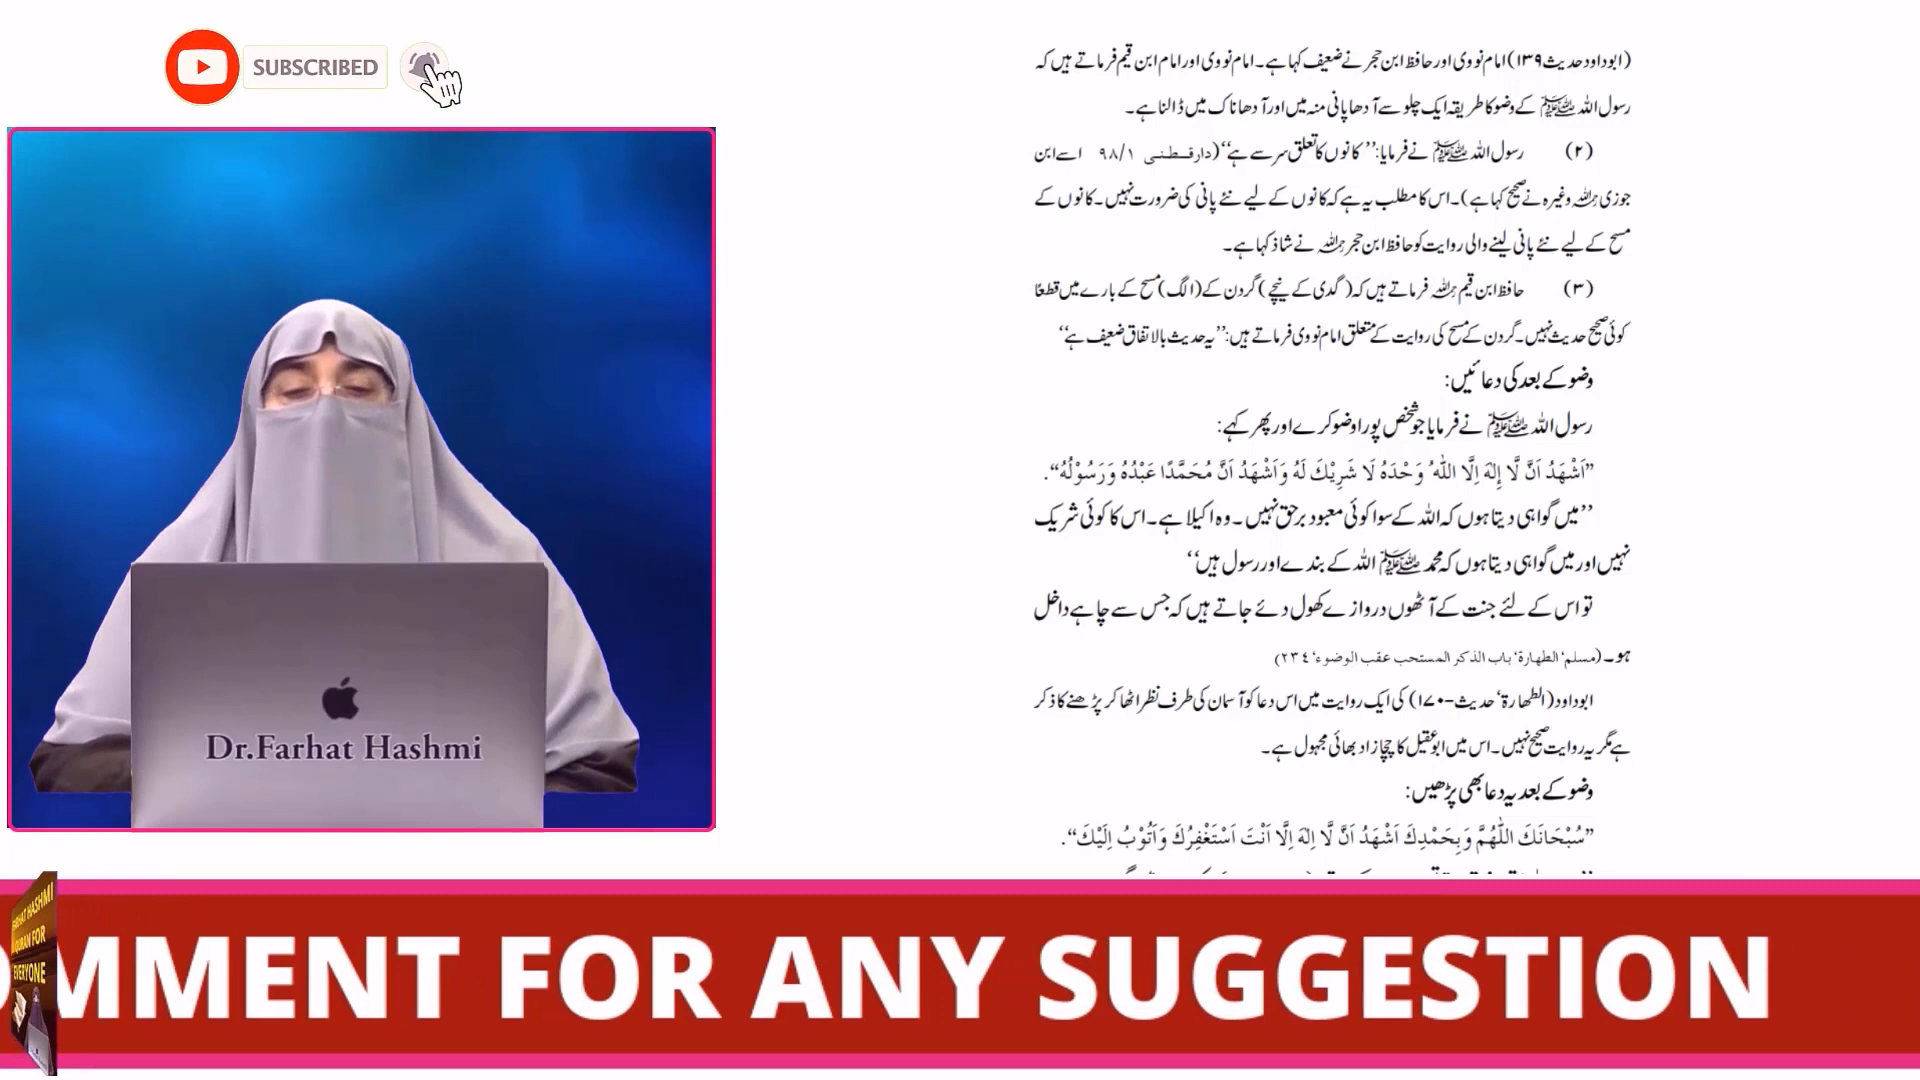 SUBSCRIBED
(ابوداود حدیث ۱۳۹) امام نووی اور حافظ ابن حجر نے ضعیف کہا ہے۔ امام نووی اور امام ابن قیم فرماتے ہیں کہ
رسول اللہ ﷺ کے وضو کا طریقہ ایک چلو سے آدھا پانی منہ میں اور آدھا ناک میں ڈالنا ہے۔
(۲) رسول اللہ ﷺ نے فرمایا: ’’کانوں کا تعلق سر سے ہے‘‘ (دارقطنی ۹۸/۱ اسے ابن
جوزی رحمہ اللہ وغیرہ نے صحیح کہا ہے)۔ اس کا مطلب یہ ہے کہ کانوں کے لیے نئے پانی کی ضرورت نہیں۔ کانوں کے
مسح کے لیے نئے پانی لینے والی روایت کو حافظ ابن حجر رحمہ اللہ نے شاذ کہا ہے۔
(۳) حافظ ابن قیم رحمہ اللہ فرماتے ہیں کہ (گدی کے نیچے) گردن کے (الگ) مسح کے بارے میں قطعًا
کوئی صحیح حدیث نہیں۔ گردن کے مسح کی روایت کے متعلق امام نووی فرماتے ہیں: ’’یہ حدیث بالاتفاق ضعیف ہے‘‘
وضو کے بعد کی دعائیں:
رسول اللہ ﷺ نے فرمایا جو شخص پورا وضو کرے اور پھر کہے:
”اَشْهَدُ اَنَّ لَّا إِلٰهَ اِلَّا اللّٰهُ وَحْدَهُ لَا شَرِيْكَ لَهُ وَاَشْهَدُ اَنَّ مُحَمَّدًا عَبْدُهُ وَرَسُوْلُهُ“.
’’میں گواہی دیتا ہوں کہ اللہ کے سوا کوئی معبود برحق نہیں۔ وہ اکیلا ہے۔ اس کا کوئی شریک
نہیں اور میں گواہی دیتا ہوں کہ محمد ﷺ اللہ کے بندے اور رسول ہیں‘‘
تو اس کے لئے جنت کے آٹھوں دروازے کھول دئے جاتے ہیں کہ جس سے چاہے داخل
ہو۔ (مسلم‘ الطهارة‘ باب الذكر المستحب عقب الوضوء‘ ٢٣٤)
ابوداود (الطھارۃ‘ حدیث-۱۷۰) کی ایک روایت میں اس دعا کو آسمان کی طرف نظر اٹھا کر پڑھنے کا ذکر
ہے مگر یہ روایت صحیح نہیں۔ اس میں ابوعقیل کا چچازاد بھائی مجہول ہے۔
وضو کے بعد یہ دعا بھی پڑھیں:
”سُبْحَانَكَ اللّٰهُمَّ وَبِحَمْدِكَ اَشْهَدُ اَنَّ لَّا اِلٰهَ اِلَّا اَنْتَ اَسْتَغْفِرُكَ وَاَتُوْبُ اِلَيْكَ“.
Dr.Farhat Hashmi
FARHAT HASHMI
QURAN FOR
EVERYONE
MMENT FOR ANY SUGGESTION